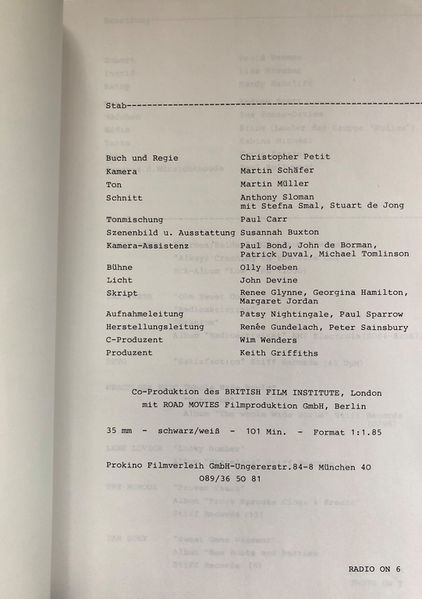 Stab------------------------------------------------
Buch und Regie Christopher Petit
Kamera Martin Schäfer
Ton Martin Müller
Schnitt Anthony Sloman
mit Stefna Smal, Stuart de Jong
Tonmischung Paul Carr
Szenenbild u. Ausstattung Susannah Buxton
Kamera-Assistenz Paul Bond, John de Borman,
Patrick Duval, Michael Tomlinson
Bühne Olly Hoeben
Licht John Devine
Skript Renee Glynne, Georgina Hamilton,
Margaret Jordan
Aufnahmeleitung Patsy Nightingale, Paul Sparrow
Herstellungsleitung Renée Gundelach, Peter Sainsbury
C-Produzent Wim Wenders
Produzent Keith Griffiths
Co-Produktion des BRITISH FILM INSTITUTE, London
mit ROAD MOVIES Filmproduktion GmbH, Berlin
35 mm - schwarz/weiß - 101 Min. - Format 1:1.85
Prokino Filmverleih GmbH-Ungererstr.84-8 München 40
O89/36 50 81
RADIO ON 6